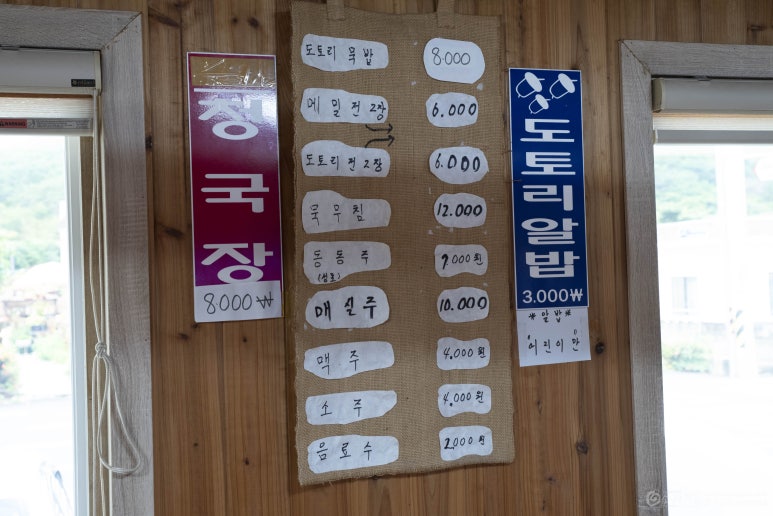 청국장
8000 ₩
도토리 묵밥 8.000
메밀전 2장 6.000
도토리전 2장 6.000
묵무침 12.000
동동주 7.000원
매실주 10.000
맥주 4.000원
소주 4.000원
음료수 2.000원
도토리알밥
3.000₩
*알밥*
"어린이만"